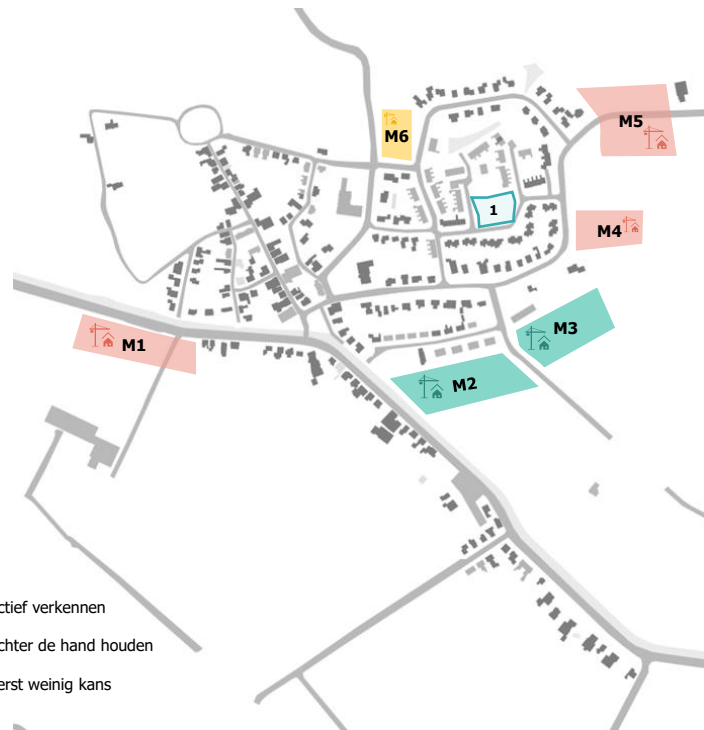 M6
M5
1
M4
M3
M1
M2
ctief verkennen
chter de hand houden
erst weinig kans